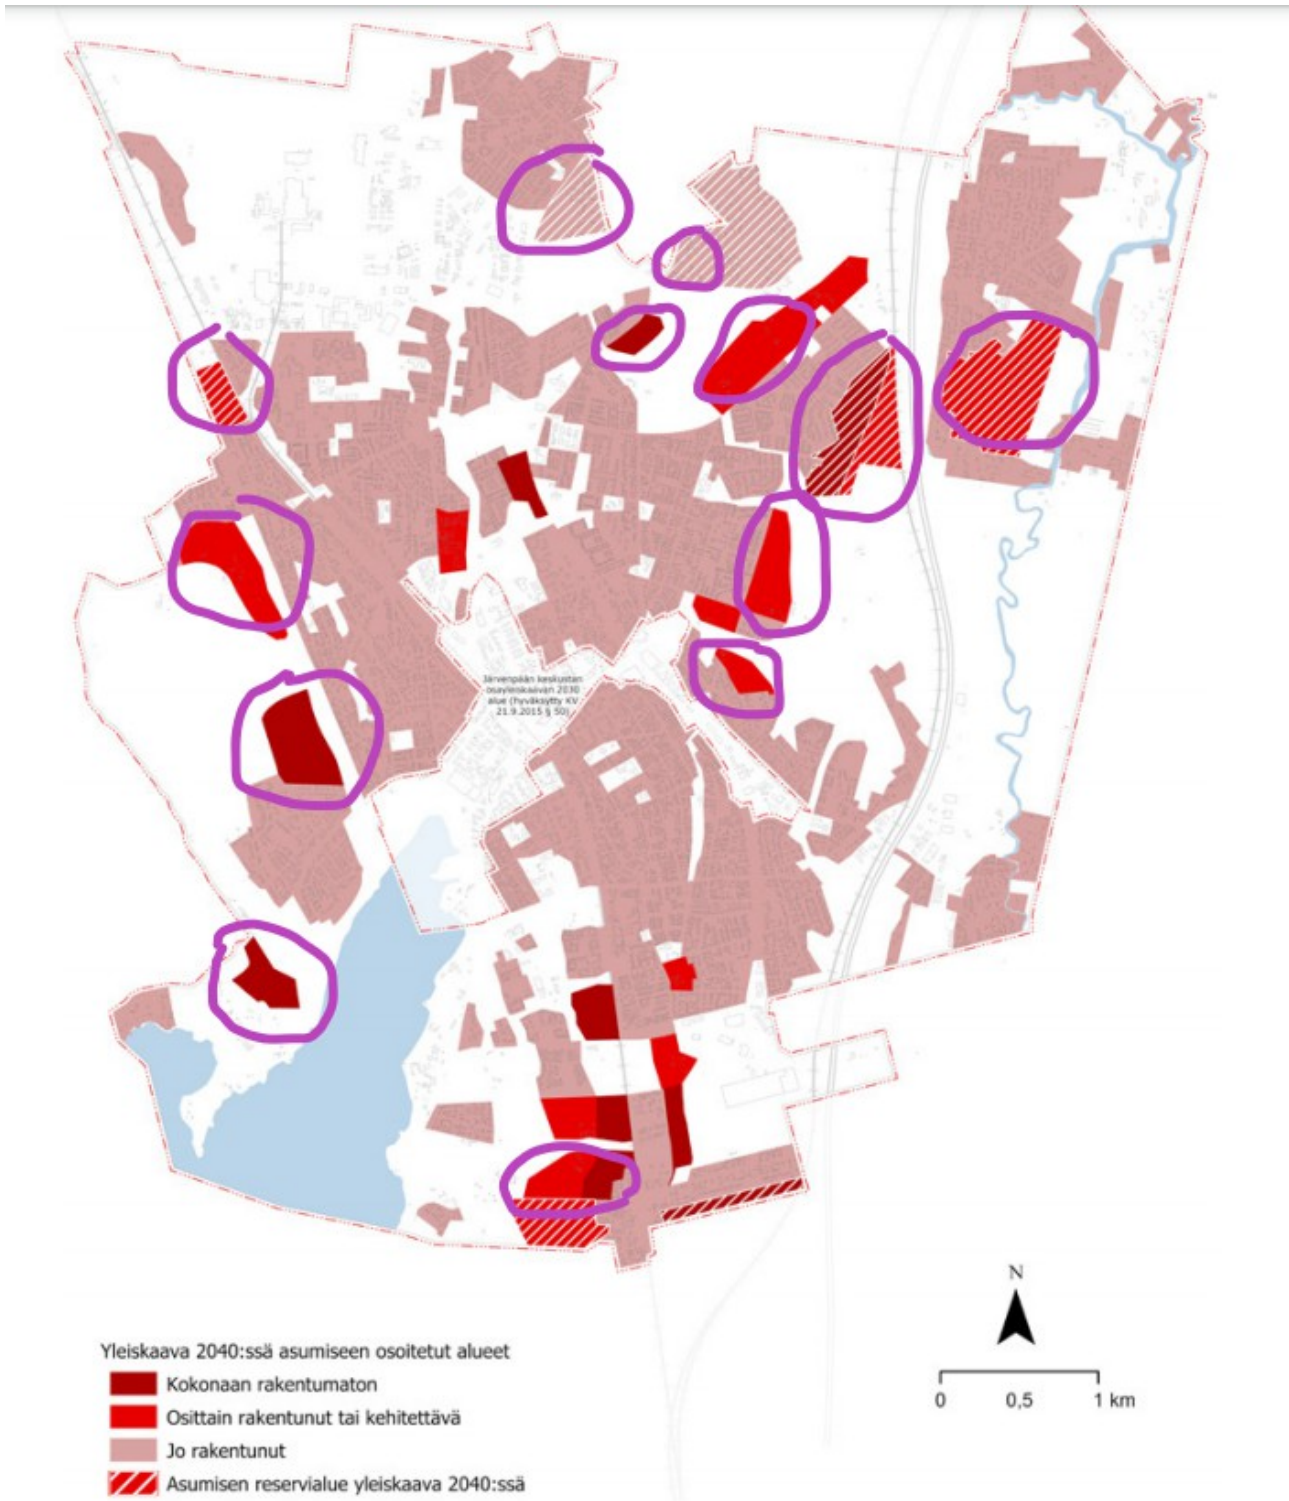 Järvenpään keskustan
osayleiskaavan 2030
alue (hyväksytty KV
21.9.2015 § 50)
N
0 0,5 1 km
Yleiskaava 2040:ssä asumiseen osoitetut alueet
Kokonaan rakentumaton
Osittain rakentunut tai kehitettävä
Jo rakentunut
Asumisen reservialue yleiskaava 2040:ssä